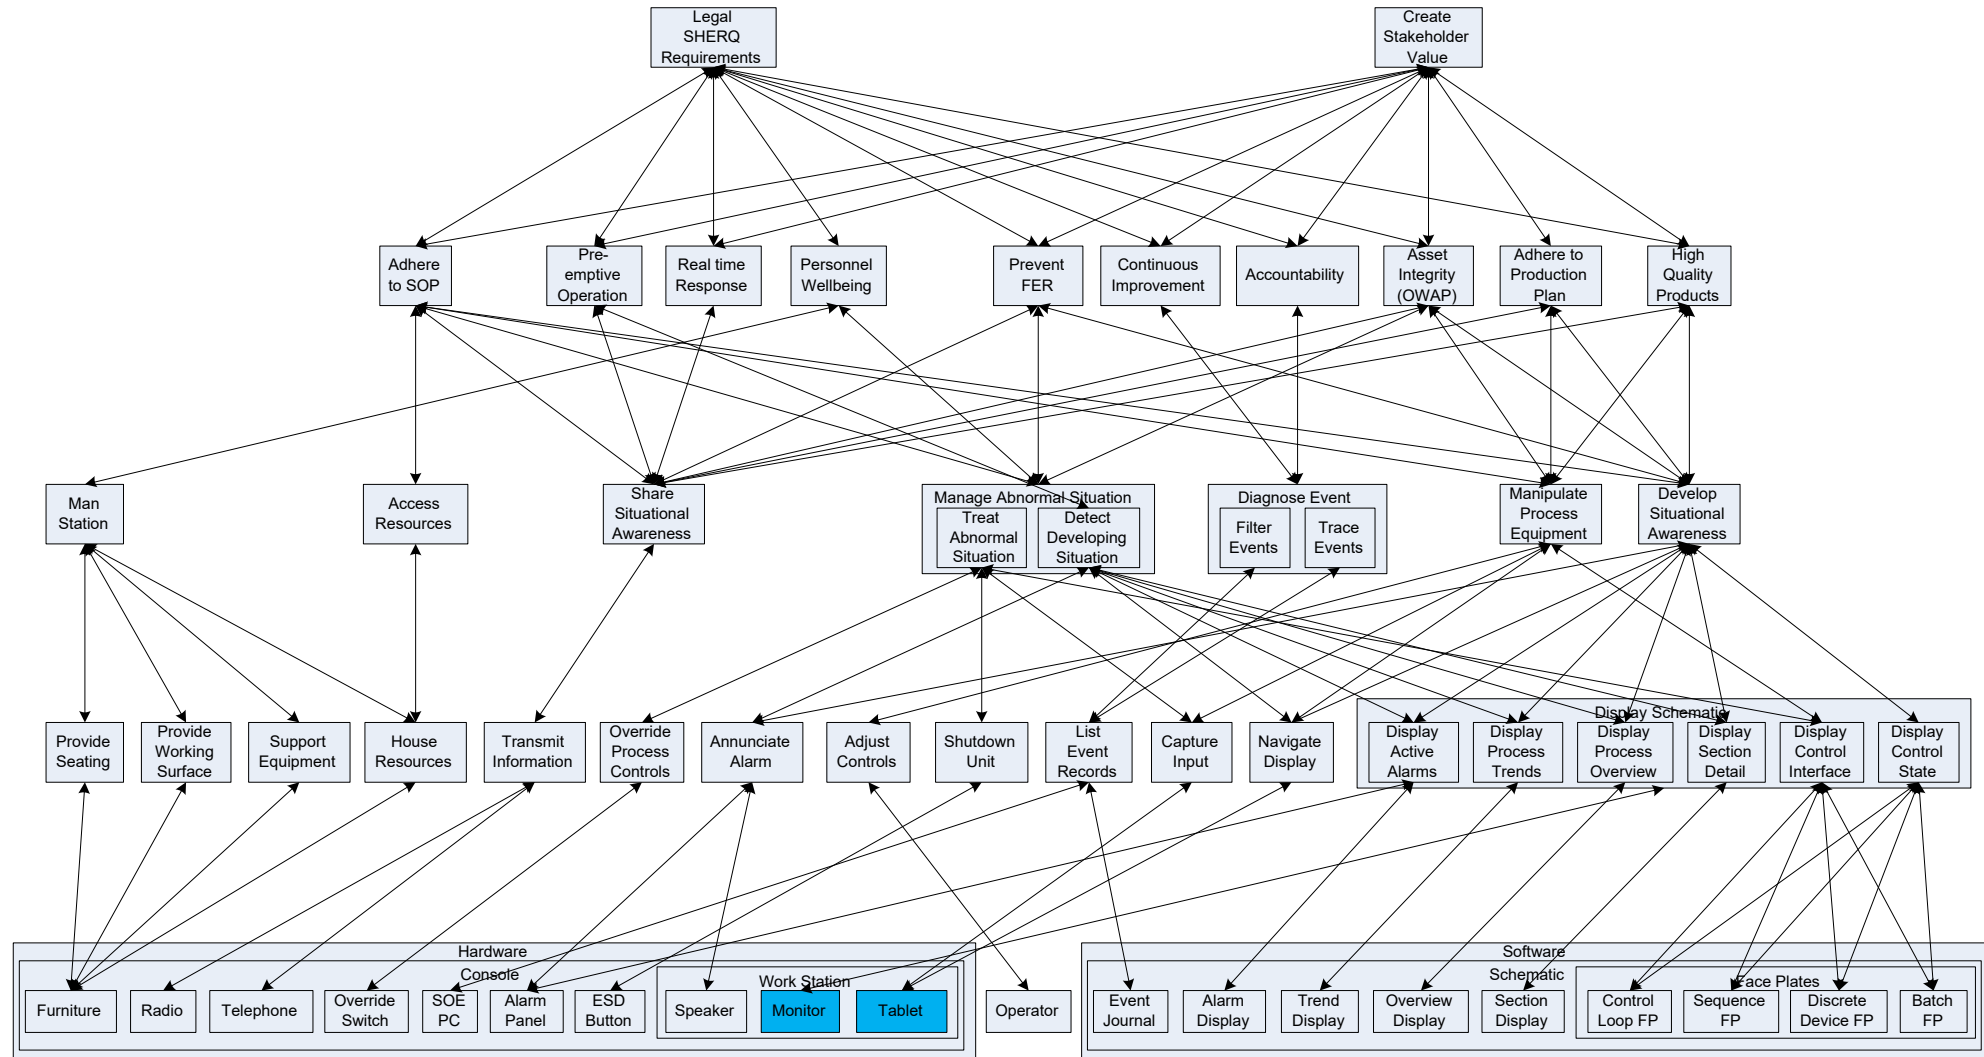 Legal
SHERQ
Requirements
Create
Stakeholder
Value
Adhere
to SOP
Pre-
emptive
Operation
Real time
Response
Personnel
Wellbeing
Prevent
FER
Continuous
Improvement
Accountability
Asset
Integrity
(OWAP)
Adhere to
Production
Plan
High
Quality
Products
Man
Station
Access
Resources
Share
Situational
Awareness
Manage Abnormal Situation
Treat
Abnormal
Situation
Detect
Developing
Situation
Diagnose Event
Filter
Events
Trace
Events
Manipulate
Process
Equipment
Develop
Situational
Awareness
Provide
Seating
Provide
Working
Surface
Support
Equipment
House
Resources
Transmit
Information
Override
Process
Controls
Annunciate
Alarm
Adjust
Controls
Shutdown
Unit
List
Event
Records
Capture
Input
Navigate
Display
Display Schematic
Display
Active
Alarms
Display
Process
Trends
Display
Process
Overview
Display
Section
Detail
Display
Control
Interface
Display
Control
State
Hardware
Console
Furniture
Radio
Telephone
Override
Switch
SOE
PC
Alarm
Panel
ESD
Button
Work Station
Speaker
Monitor
Tablet
Operator
Software
Schematic
Event
Journal
Alarm
Display
Trend
Display
Overview
Display
Section
Display
Face Plates
Control
Loop FP
Sequence
FP
Discrete
Device FP
Batch
FP